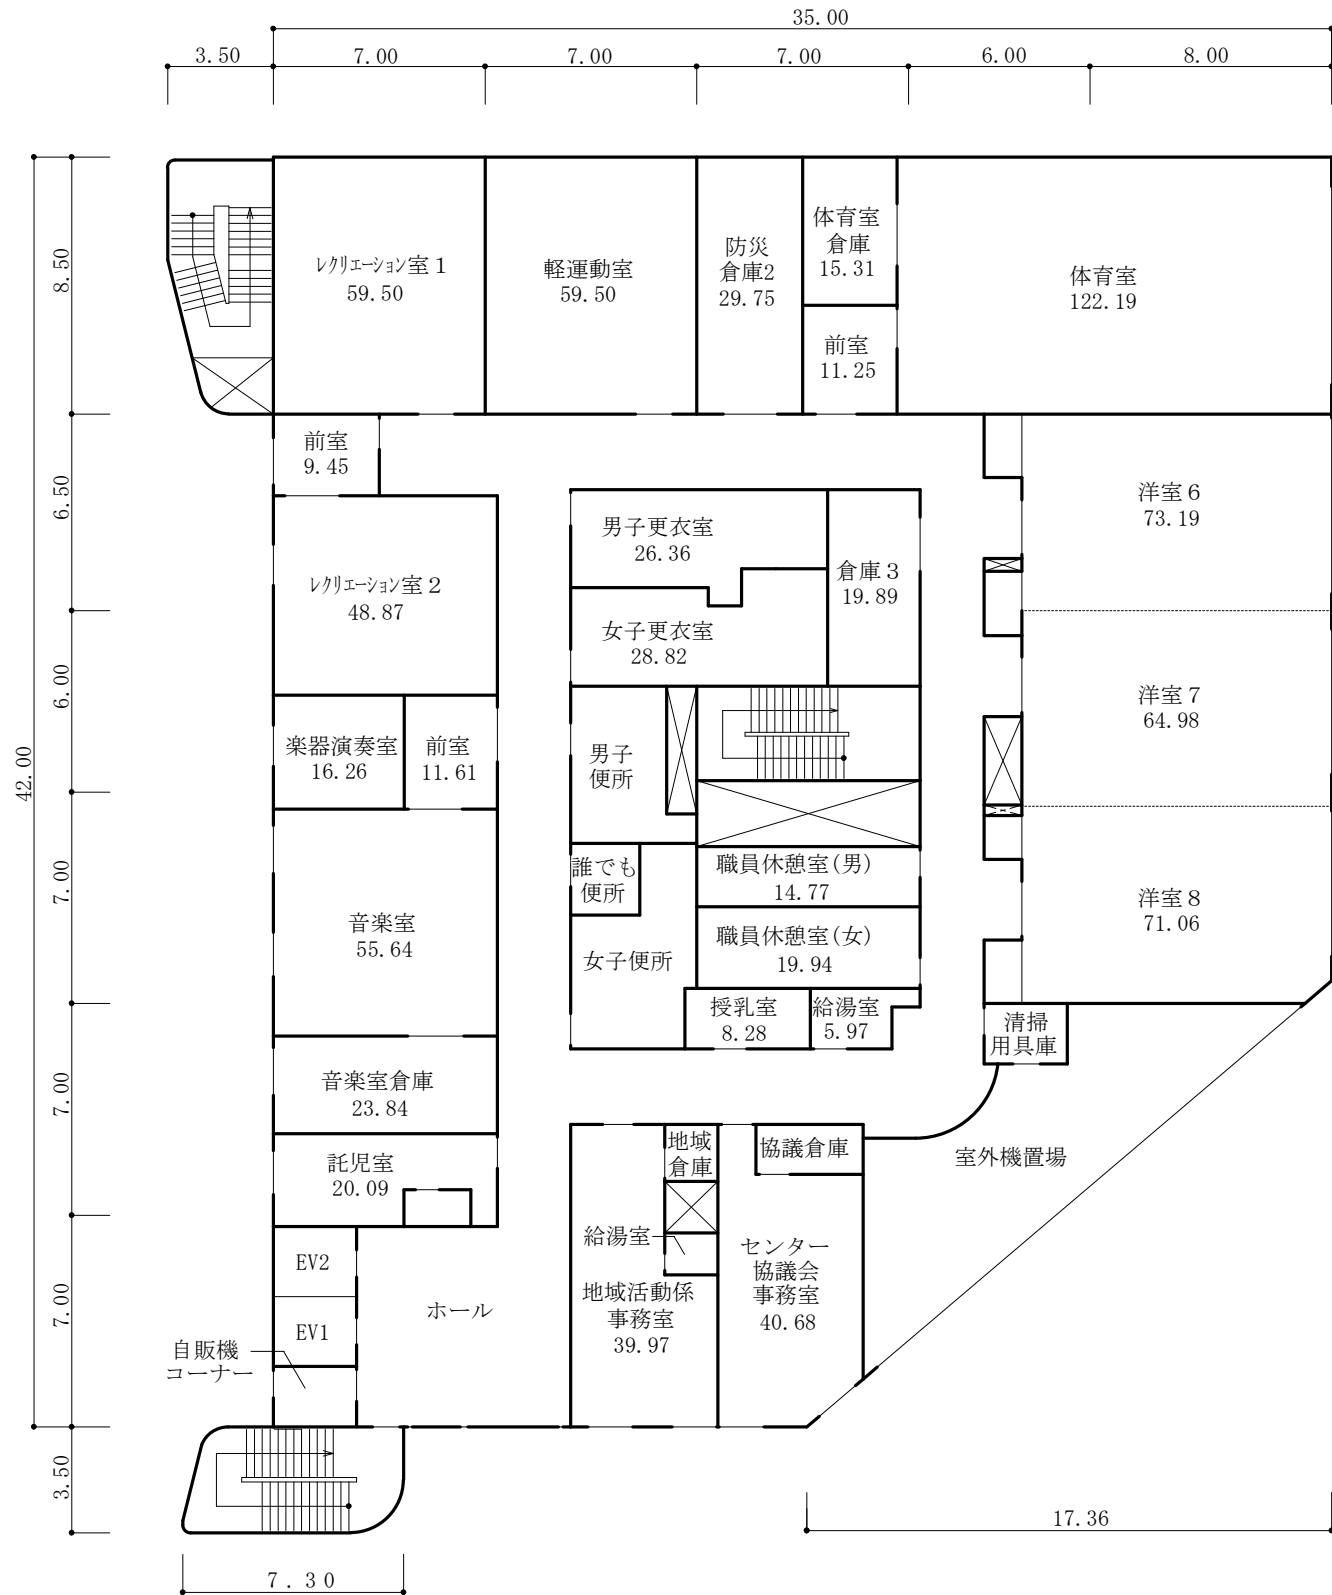 35.00
3.50
7.00
7.00
7.00
6.00
8.00
42.00
8.50
6.50
6.00
7.00
7.00
7.00
3.50
ﾚｸﾘｴｰｼｮﾝ室１
59.50
軽運動室
59.50
防災
倉庫2
29.75
体育室
倉庫
15.31
前室
11.25
体育室
122.19
前室
9.45
ﾚｸﾘｴｰｼｮﾝ室２
48.87
男子更衣室
26.36
女子更衣室
28.82
倉庫３
19.89
洋室６
73.19
洋室７
64.98
洋室８
71.06
楽器演奏室
16.26
前室
11.61
男子
便所
誰でも
便所
女子便所
職員休憩室(男)
14.77
職員休憩室(女)
19.94
授乳室
8.28
給湯室
5.97
清掃
用具庫
音楽室
55.64
音楽室倉庫
23.84
託児室
20.09
地域
倉庫
協議倉庫
室外機置場
EV2
EV1
自販機
コーナー
ホール
給湯室
地域活動係
事務室
39.97
センター
協議会
事務室
40.68
17.36
7.30